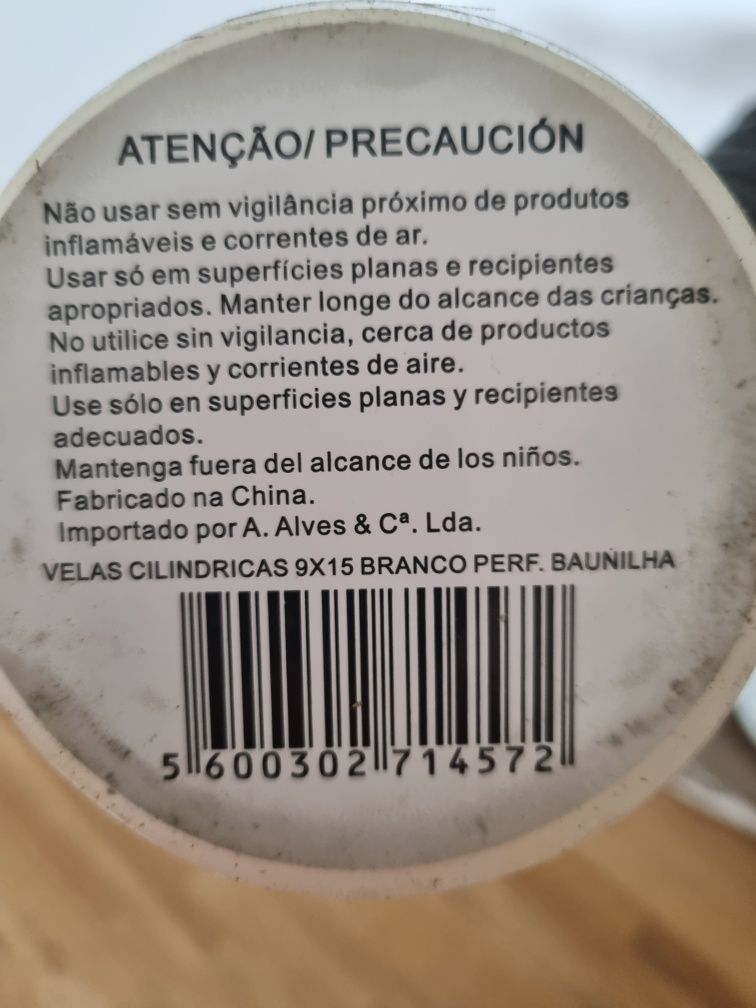 ATENÇÃO/ PRECAUCIÓN
Não usar sem vigilância próximo de produtos
inflamáveis e correntes de ar.
Usar só em superfícies planas e recipientes
apropriados. Manter longe do alcance das crianças.
No utilice sin vigilancia, cerca de productos
inflamables y corrientes de aire.
Use sólo en superficies planas y recipientes
adecuados.
Mantenga fuera del alcance de los niños.
Fabricado na China.
Importado por A. Alves & Cª. Lda.
VELAS CILINDRICAS 9X15 BRANCO PERF. BAUNILHA
5 600302 714572